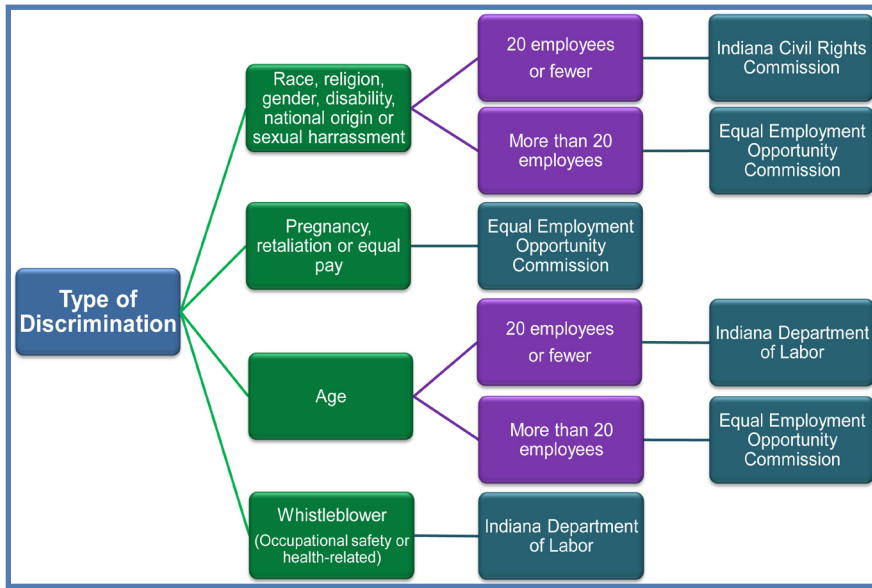 Type of
Discrimination
Race, religion,
gender, disability,
national origin or
sexual harrassment
20 employees
or fewer
Indiana Civil Rights
Commission
More than 20
employees
Equal Employment
Opportunity
Commission
Pregnancy,
retaliation or equal
pay
Equal Employment
Opportunity
Commission
Age
20 employees
or fewer
Indiana Department
of Labor
More than 20
employees
Equal Employment
Opportunity
Commission
Whistleblower
(Occupational safety or
health-related)
Indiana Department
of Labor